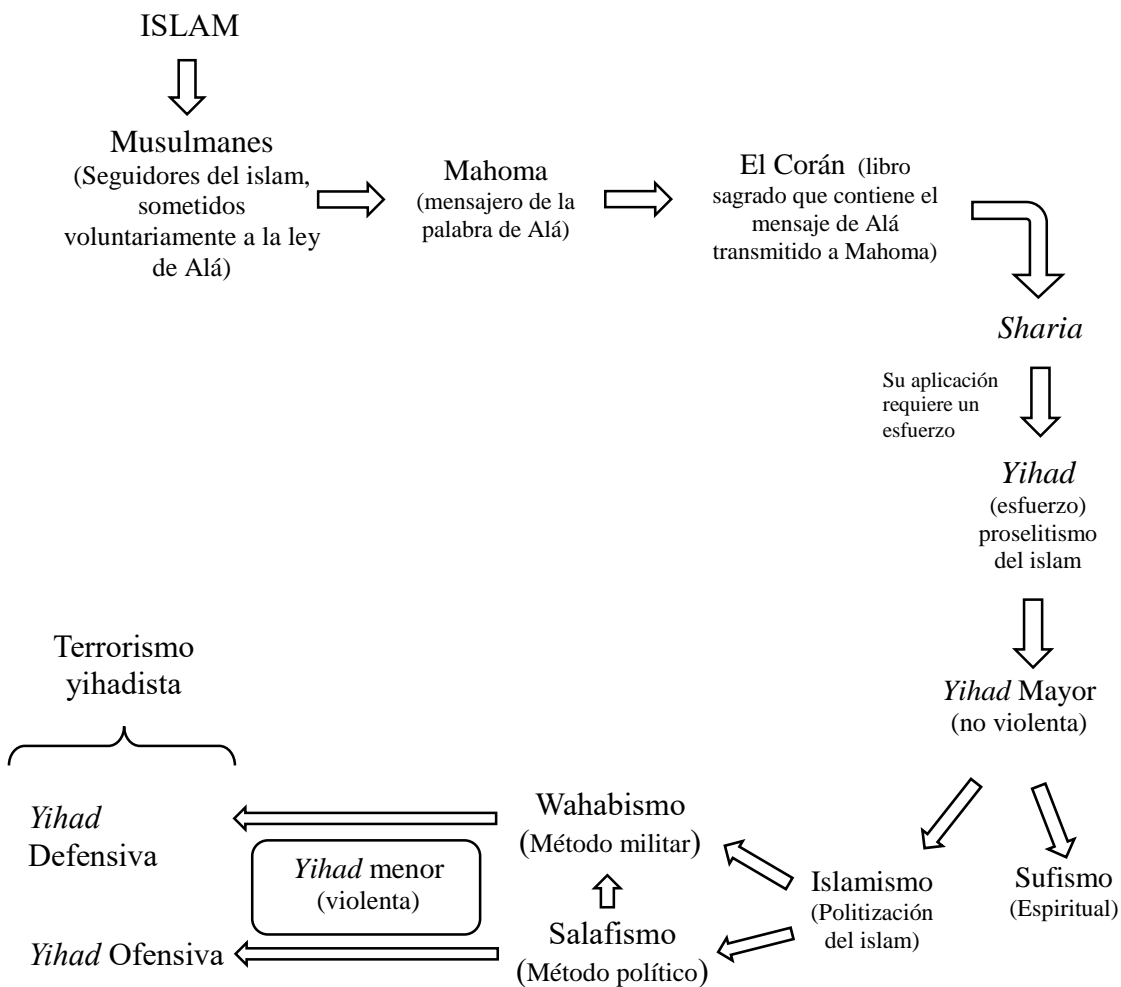 ISLAM
Musulmanes
(Seguidores del islam,
sometidos
voluntariamente a la ley
de Alá)
Mahoma
(mensajero de la
palabra de Alá)
El Corán (libro
sagrado que contiene el
mensaje de Alá
transmitido a Mahoma)
Sharia
Su aplicación
requiere un
esfuerzo
Yihad
(esfuerzo)
proselitismo
del islam
Yihad Mayor
(no violenta)
Sufismo
(Espiritual)
Islamismo
(Politización
del islam)
Wahabismo
(Método militar)
Salafismo
(Método político)
Yihad menor
(violenta)
Terrorismo
yihadista
Yihad
Defensiva
Yihad Ofensiva